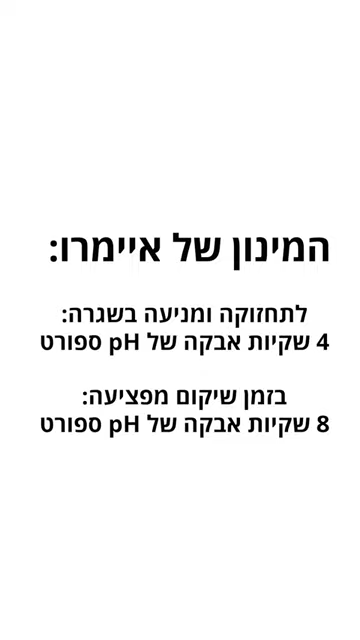 המינון של איימרו:
לתחזוקה ומניעה בשגרה:
4 שקיות אבקה של pH ספורט
בזמן שיקום מפציעה:
8 שקיות אבקה של pH ספורט